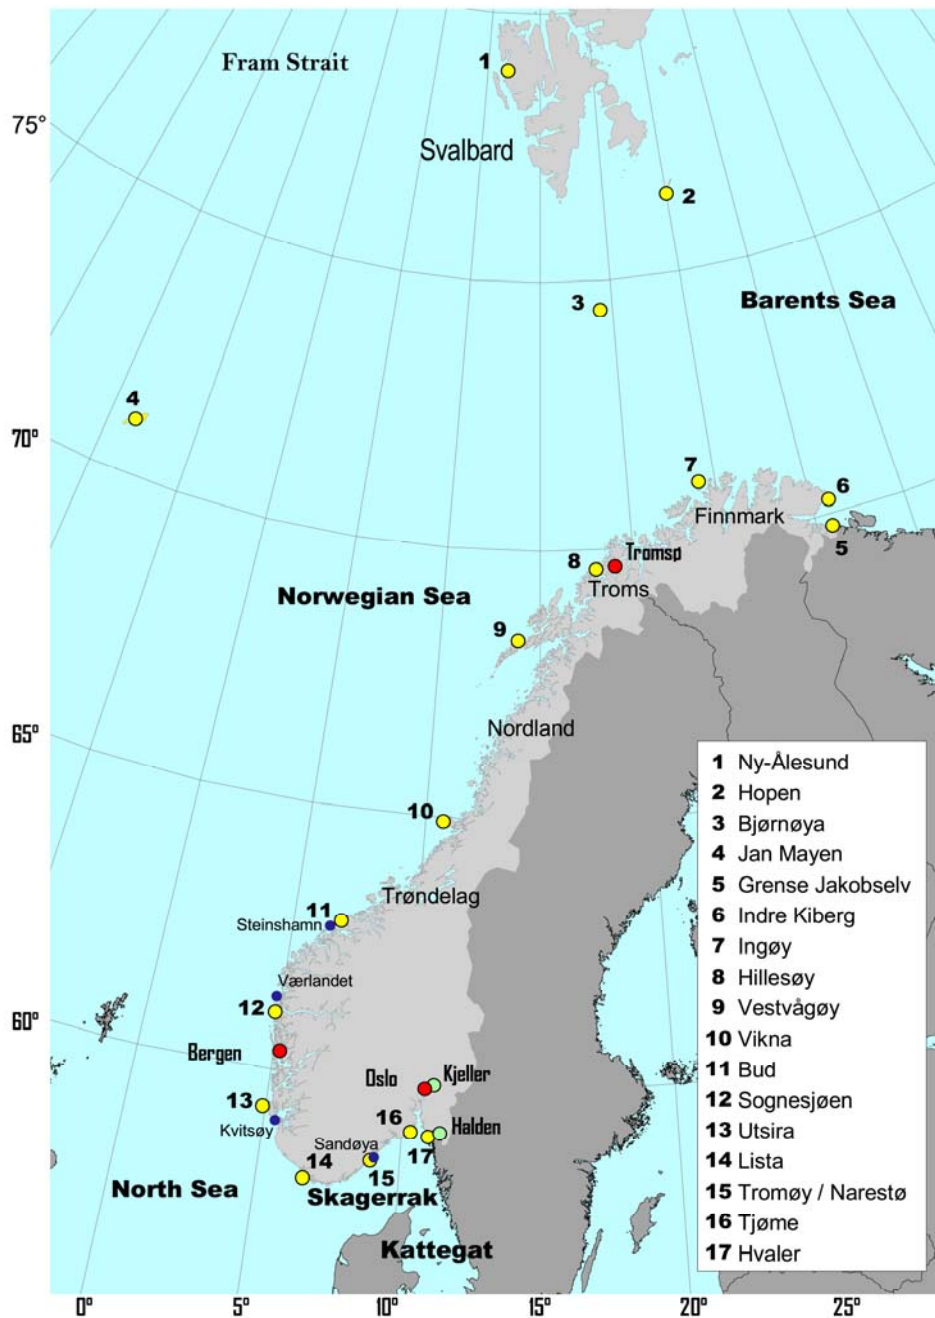 Fram Strait
1
75°
Svalbard
2
3
Barents Sea
4
70°
7
6
Finnmark
5
8
Tromsø
Troms
Norwegian Sea
9
Nordland
65°
10
Trøndelag
11
Steinshamn
Værlandet
12
60°
Bergen
Oslo
Kjeller
13
Kvitsøy
16
Halden
17
Sandøya
14
15
North Sea
Skagerrak
Kattegat
1 Ny-Ålesund
2 Hopen
3 Bjørnøya
4 Jan Mayen
5 Grense Jakobselv
6 Indre Kiberg
7 Ingøy
8 Hillesøy
9 Vestvågøy
10 Vikna
11 Bud
12 Sognesjøen
13 Utsira
14 Lista
15 Tromøy / Narestø
16 Tjøme
17 Hvaler
0° 5° 10° 15° 20° 25°